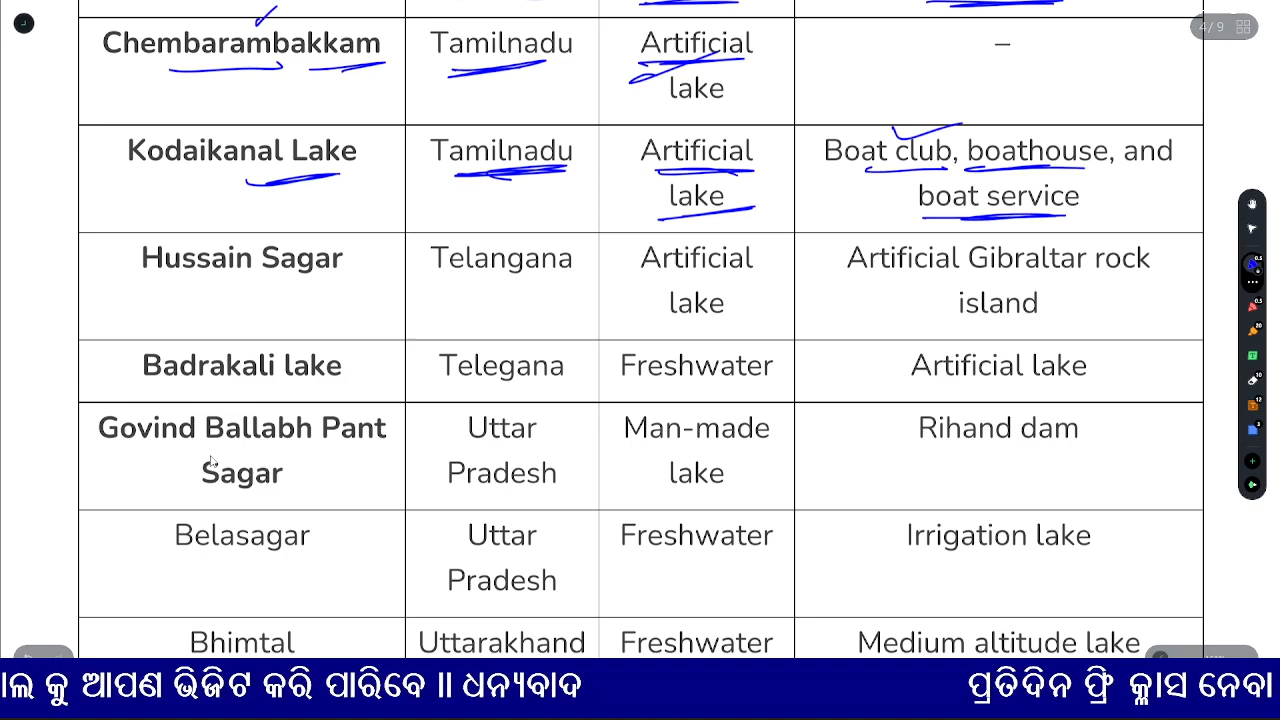 4/9
Chembarambakkam Tamilnadu Artificial lake –
Kodaikanal Lake Tamilnadu Artificial lake Boat club, boathouse, and boat service
Hussain Sagar Telangana Artificial lake Artificial Gibraltar rock island
Badrakali lake Telegana Freshwater Artificial lake
Govind Ballabh Pant Sagar Uttar Pradesh Man-made lake Rihand dam
Belasagar Uttar Pradesh Freshwater Irrigation lake
Bhimtal Uttarakhand Freshwater Medium altitude lake
ାଲ କୁ ଆପଣ ଭିଜିଟ କରି ପାରିବେ ॥ ଧନ୍ୟବାଦ ପ୍ରତିଦିନ ଫ୍ରି କ୍ଲାସ ନେବା